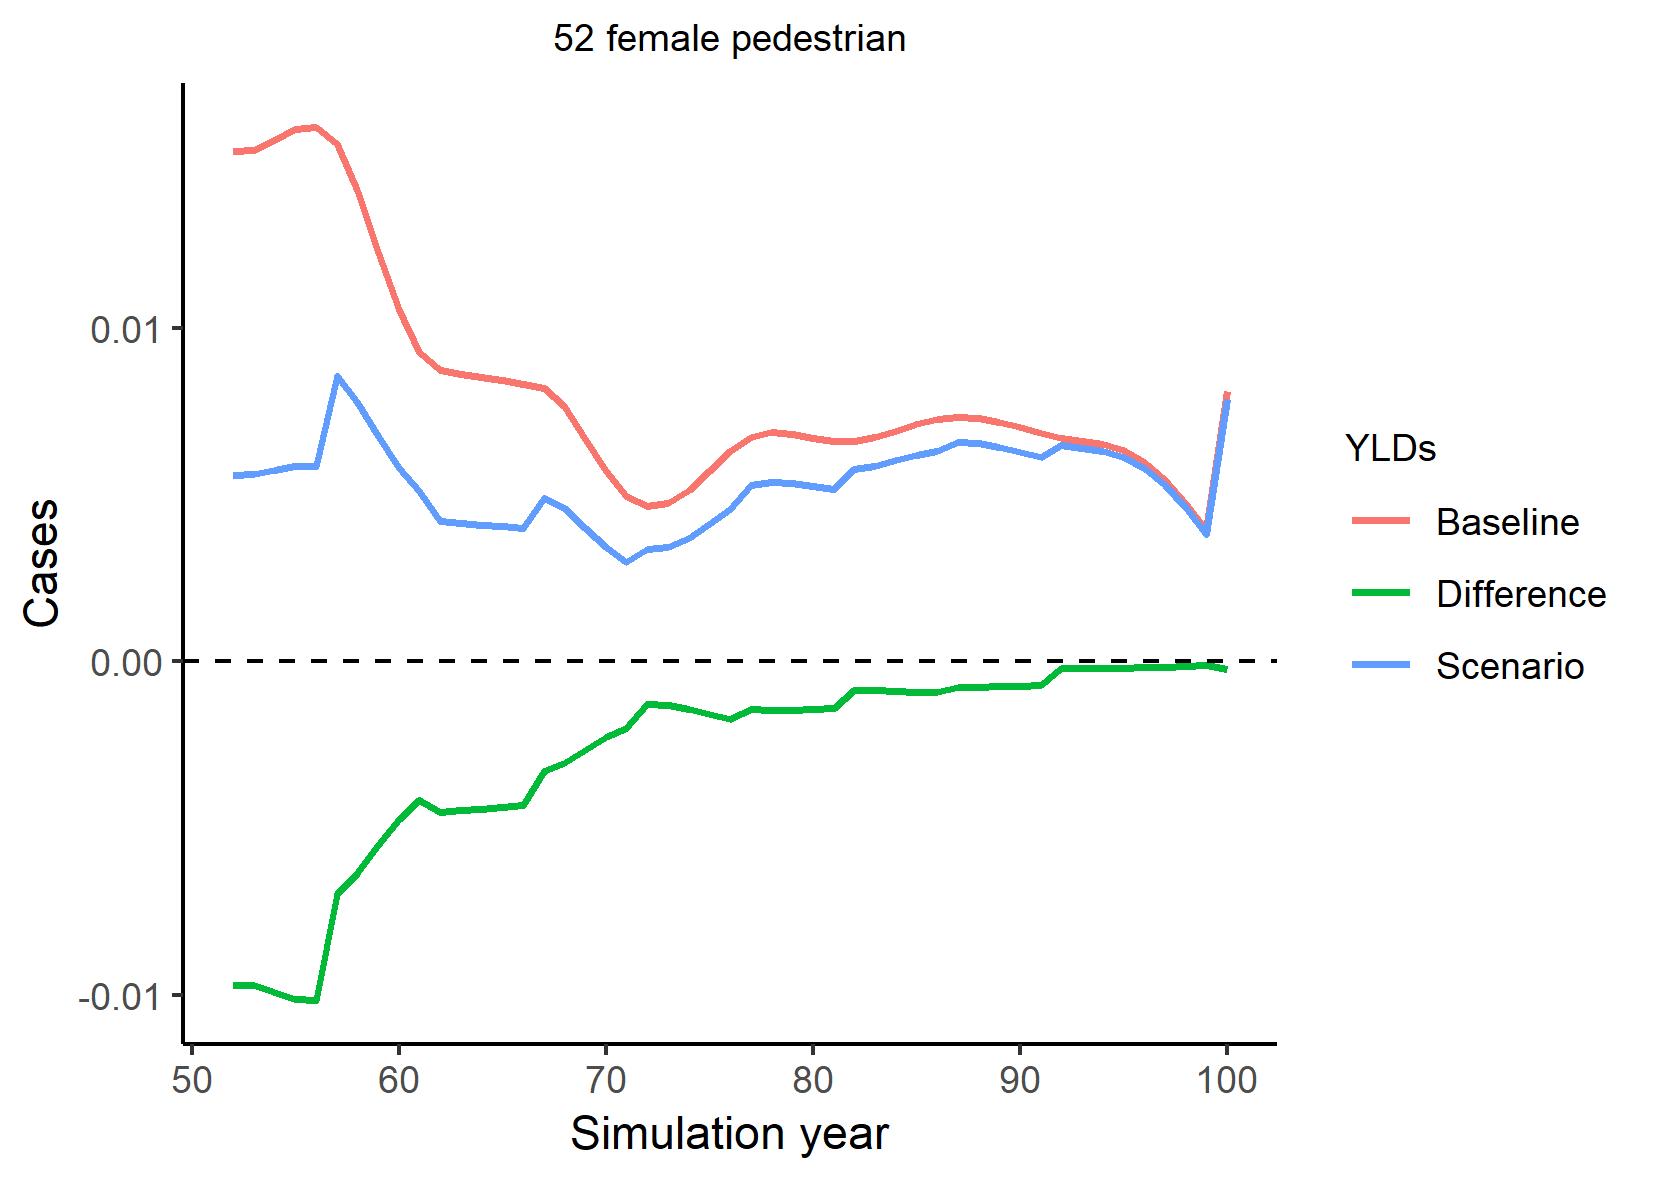 52 female pedestrian
Cases
0.01
0.00
-0.01
50 60 70 80 90 100
Simulation year
YLDs
Baseline
Difference
Scenario